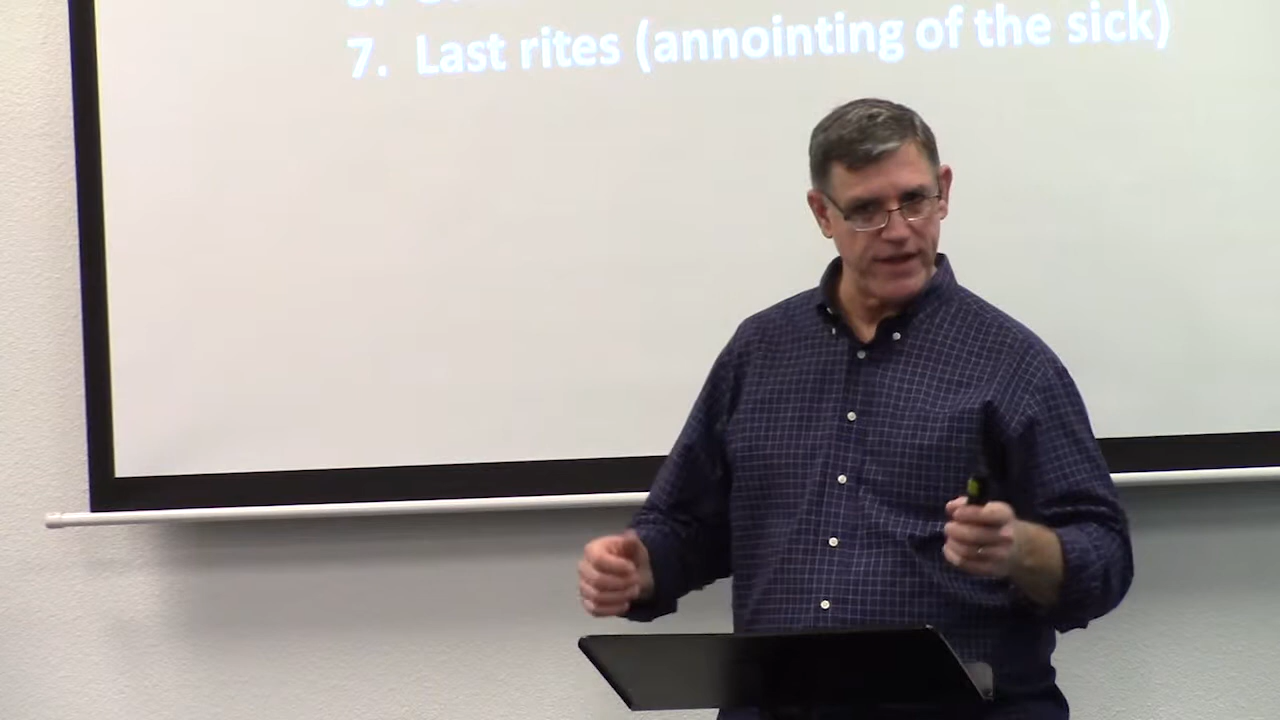 7. Last rites (annointing of the sick)